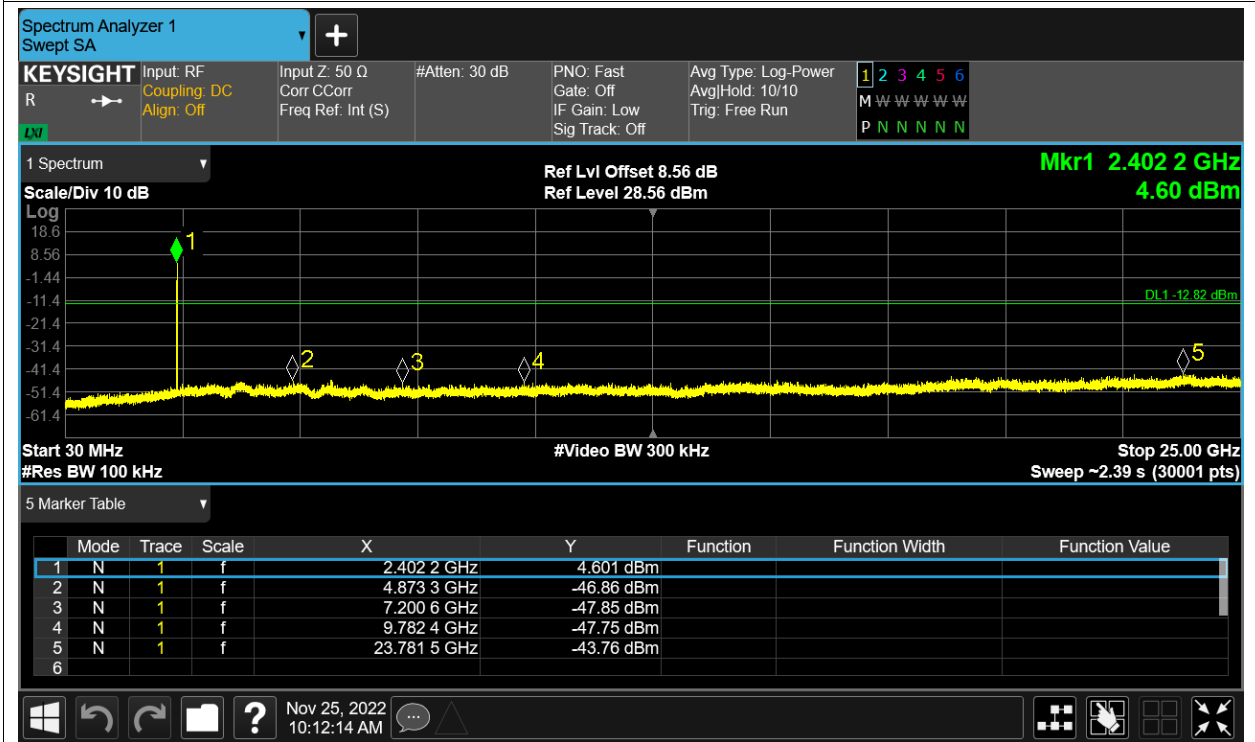 Spectrum Analyzer 1
Swept SA
KEYSIGHT
R
LXI
Input: RF
Coupling: DC
Align: Off
Input Z: 50 Ω
Corr CCorr
Freq Ref: Int (S)
#Atten: 30 dB
PNO: Fast
Gate: Off
IF Gain: Low
Sig Track: Off
Avg Type: Log-Power
Avg|Hold: 10/10
Trig: Free Run
1 2 3 4 5 6
M W W W W W
P N N N N N
1 Spectrum
Scale/Div 10 dB
Ref Lvl Offset 8.56 dB
Ref Level 28.56 dBm
Mkr1 2.402 2 GHz
4.60 dBm
Log
18.6
8.56
-1.44
-11.4
-21.4
-31.4
-41.4
-51.4
-61.4
1
2
3
4
5
DL1 -12.82 dBm
Start 30 MHz
#Video BW 300 kHz
Stop 25.00 GHz
#Res BW 100 kHz
Sweep ~2.39 s (30001 pts)
5 Marker Table
Mode Trace Scale X Y Function Function Width Function Value
1 N 1 f 2.402 2 GHz 4.601 dBm
2 N 1 f 4.873 3 GHz -46.86 dBm
3 N 1 f 7.200 6 GHz -47.85 dBm
4 N 1 f 9.782 4 GHz -47.75 dBm
5 N 1 f 23.781 5 GHz -43.76 dBm
6
?
Nov 25, 2022
10:12:14 AM